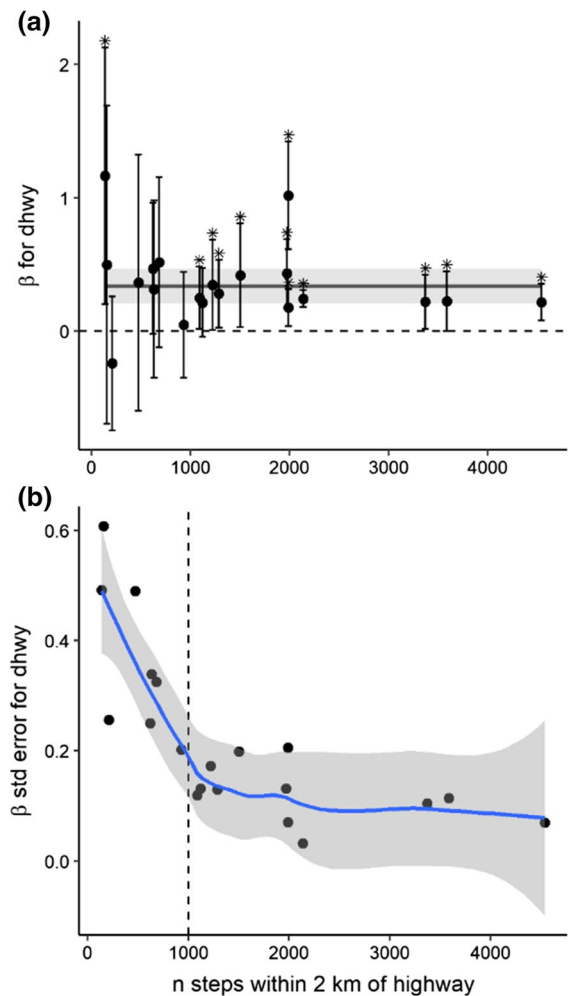 (a)
β for dhwy
2
1
0
0 1000 2000 3000 4000
(b)
β std error for dhwy
0.6
0.4
0.2
0.0
0 1000 2000 3000 4000
n steps within 2 km of highway